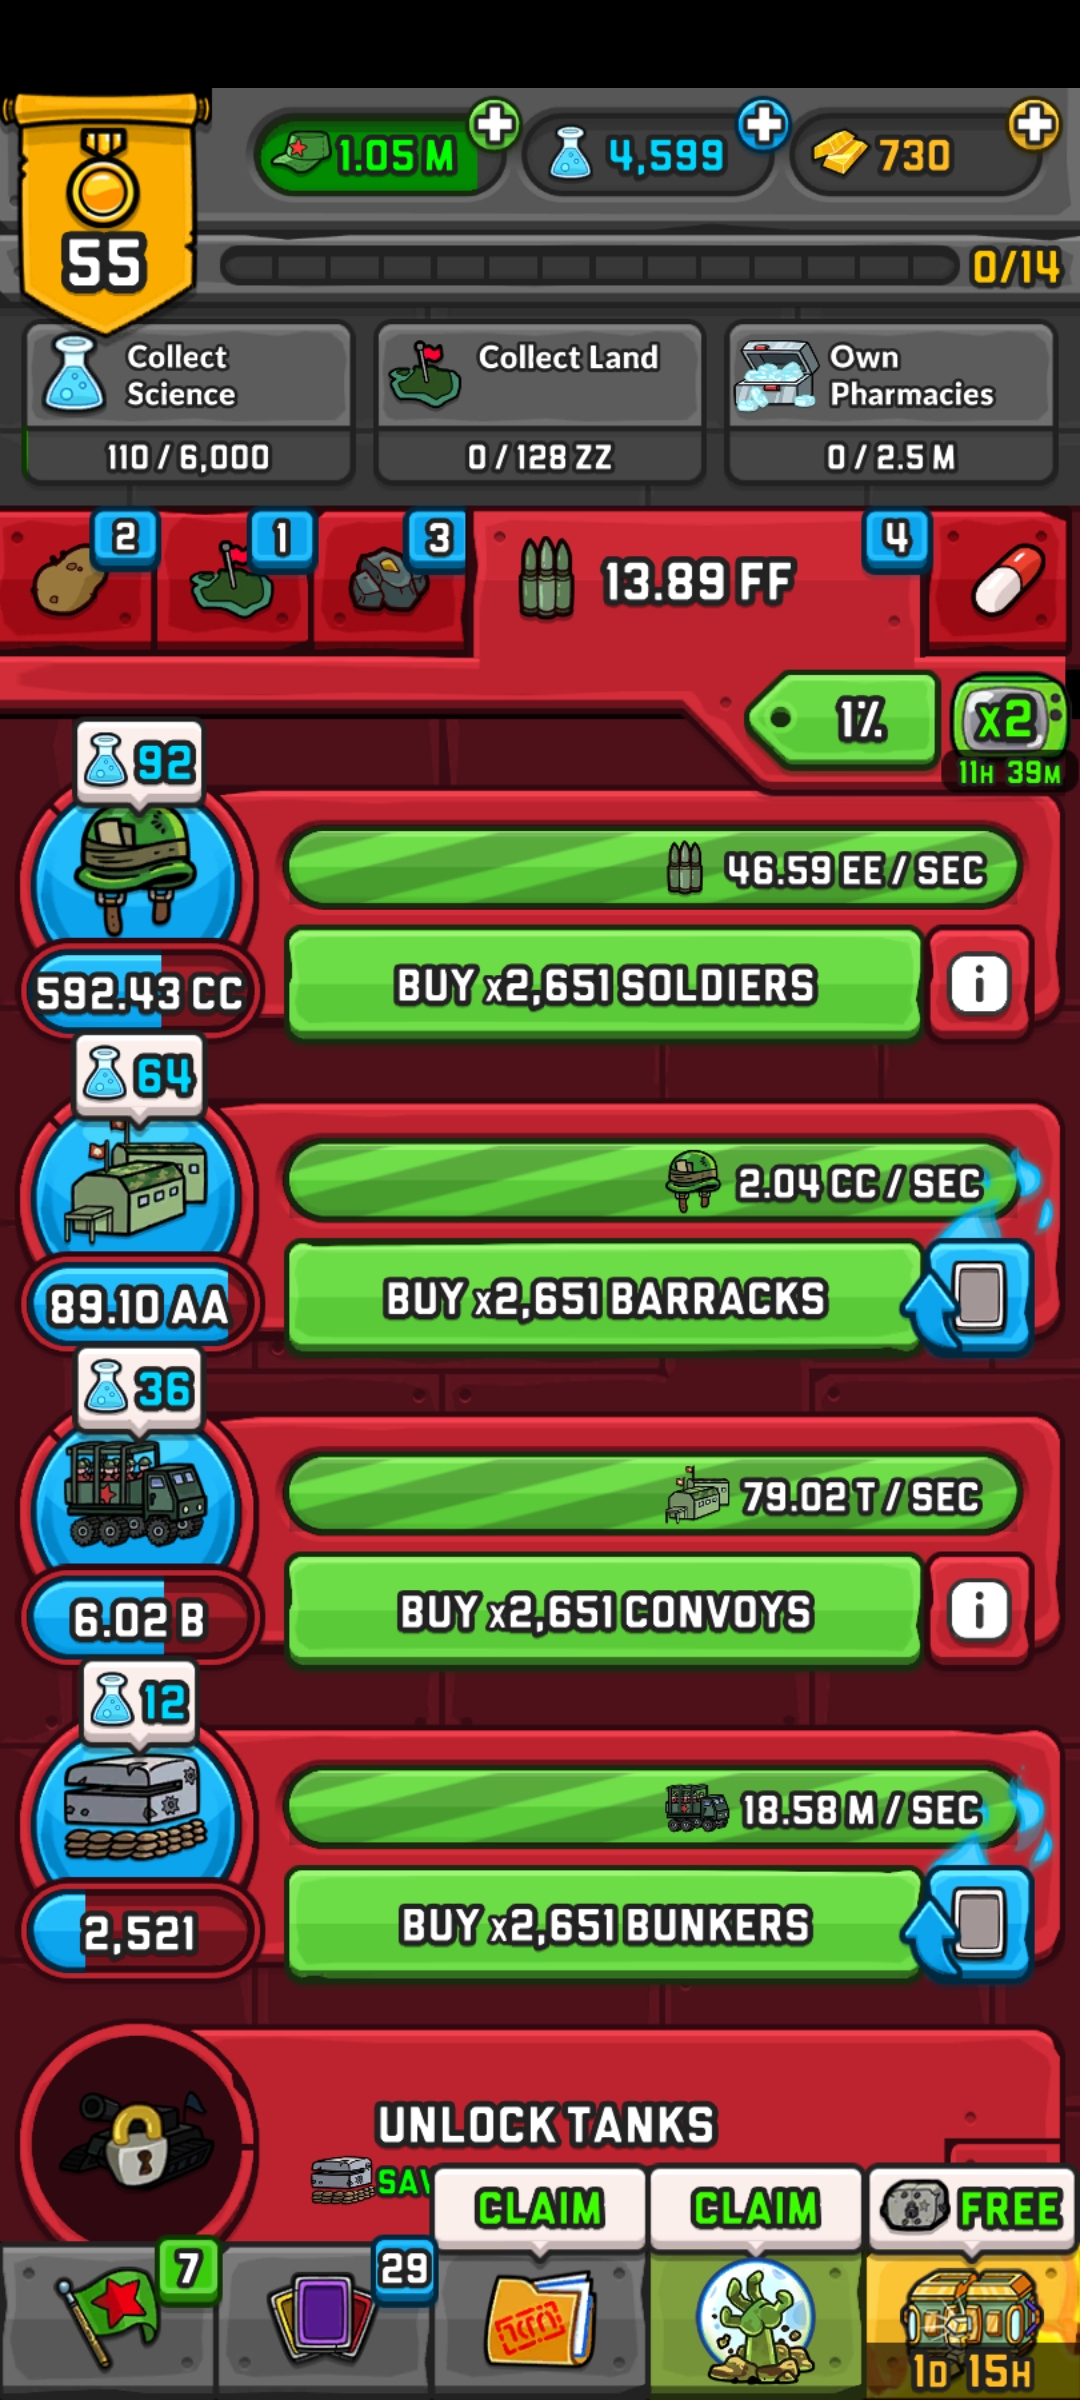 1.05 M
4,599
730
55
0/14
Collect Science
110 / 6,000
Collect Land
0 / 128 ZZ
Own Pharmacies
0 / 2.5 M
2
1
3
13.89 FF
4
1%
x2
11H 39M
92
46.59 EE / SEC
592.43 CC
BUY x2,651 SOLDIERS
i
64
2.04 CC / SEC
89.10 AA
BUY x2,651 BARRACKS
36
79.02 T / SEC
6.02 B
BUY x2,651 CONVOYS
i
12
18.58 M / SEC
2,521
BUY x2,651 BUNKERS
UNLOCK TANKS
CLAIM
CLAIM
FREE
7
29
1D 15H